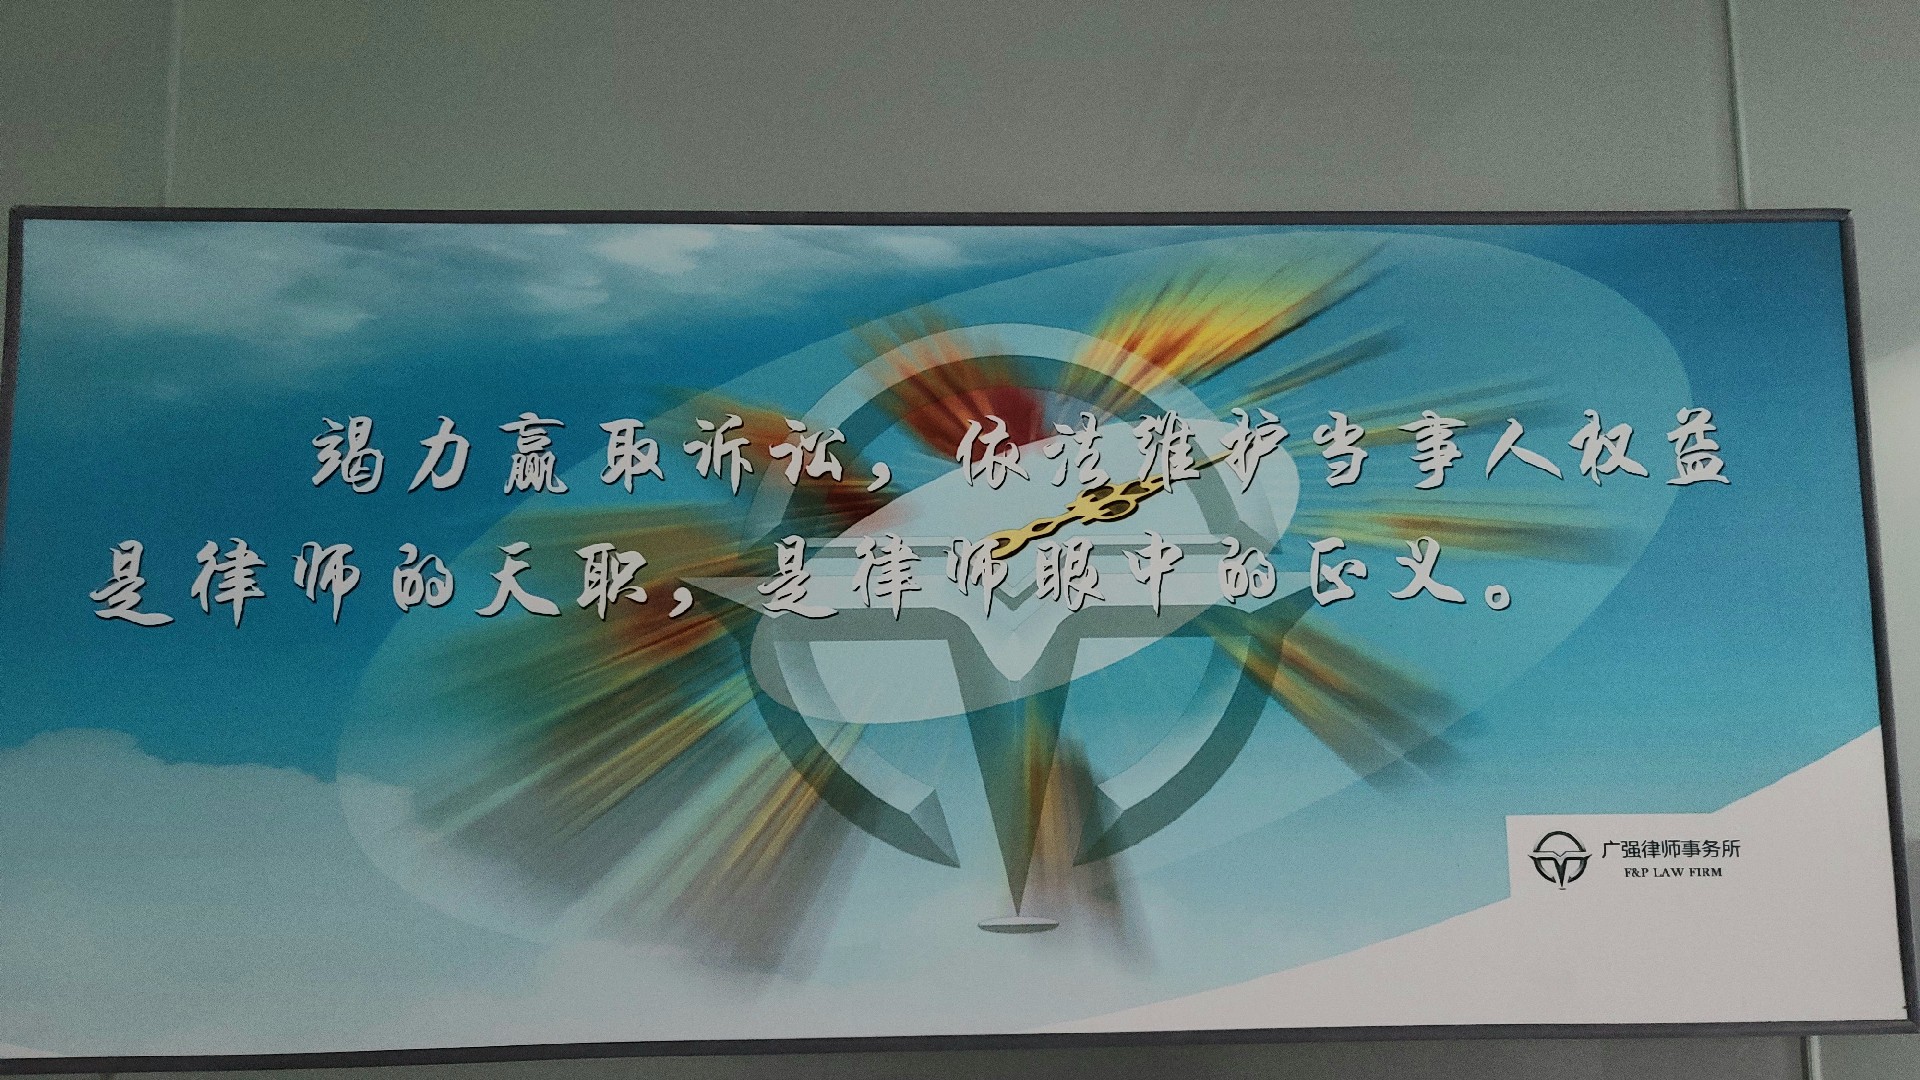 竭力赢取诉讼，依法维护当事人权益
是律师的天职，是律师眼中的正义。
广强律师事务所
F&P LAW FIRM